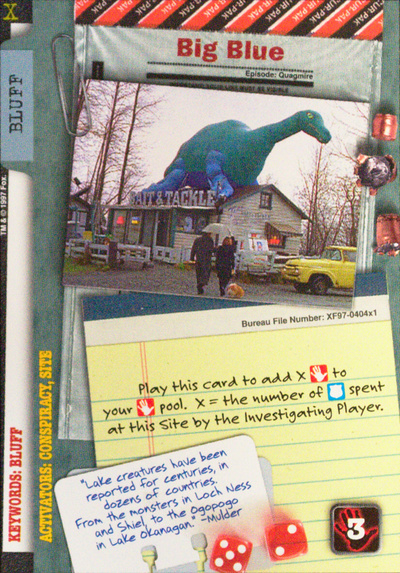 X
BLUFF
TM & © 1997 Fox.
KEYWORDS: BLUFF
ACTIVATORS: CONSPIRACY, SITE
Big Blue
Episode: Quagmire
BAIT & TACKLE
Bureau File Number: XF97-0404x1
Play this card to add X to
your pool. X = the number of spent
at this Site by the Investigating Player.
"Lake creatures have been
reported for centuries, in
dozens of countries.
From the monsters in Loch Ness
and Shiel, to the Ogopogo
in Lake Okanagan." -Mulder
3